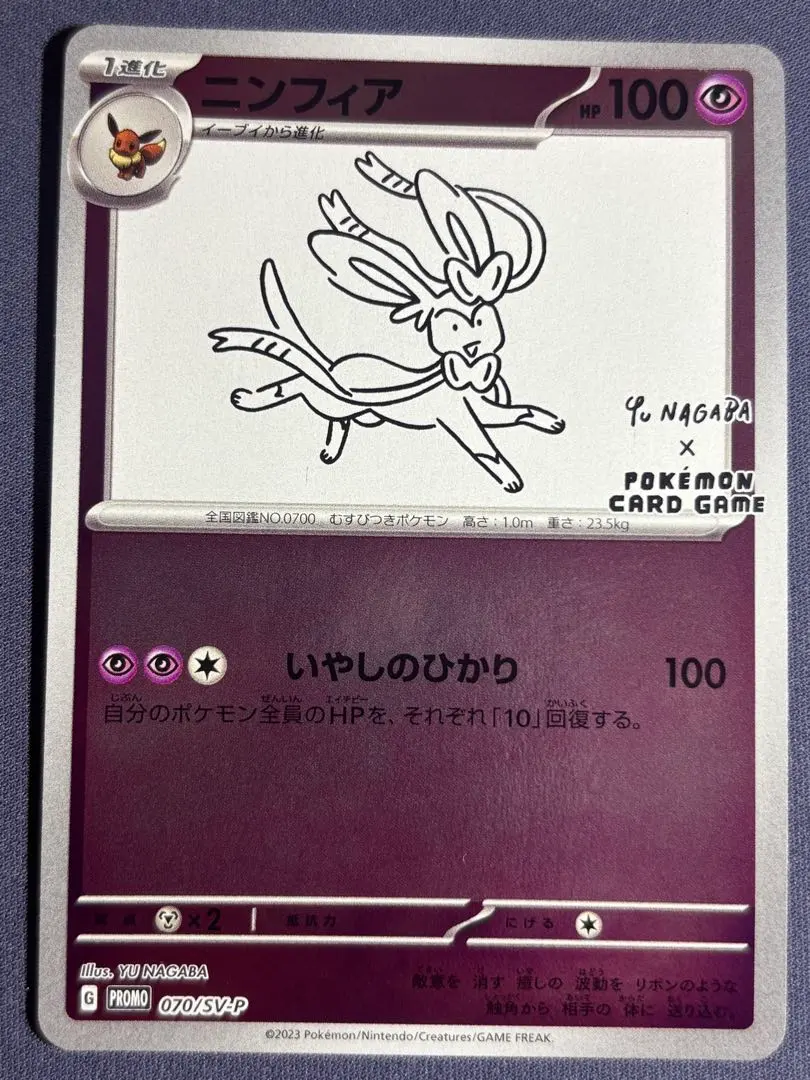 1進化
ニンフィア
HP 100
イーブイから進化
Yu NAGABA
×
POKÉMON
CARD GAME
全国図鑑NO.0700 むすびつきポケモン 高さ：1.0m 重さ：23.5kg
いやしのひかり 100
自分のポケモン全員のHPを、それぞれ「10」回復する。
弱点 ×2 抵抗力 にげる
Illus. YU NAGABA
敵意を 消す 癒しの 波動を リボンのような
G PROMO 070/SV-P
触角から 相手の 体に 送り込む。
©2023 Pokémon/Nintendo/Creatures/GAME FREAK.